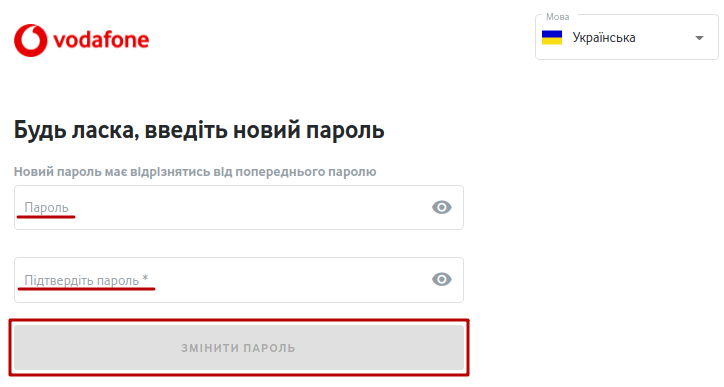 vodafone
Мова
Українська
Будь ласка, введіть новий пароль
Новий пароль має відрізнятись від попереднього паролю
Пароль
Підтвердіть пароль *
ЗМІНИТИ ПАРОЛЬ